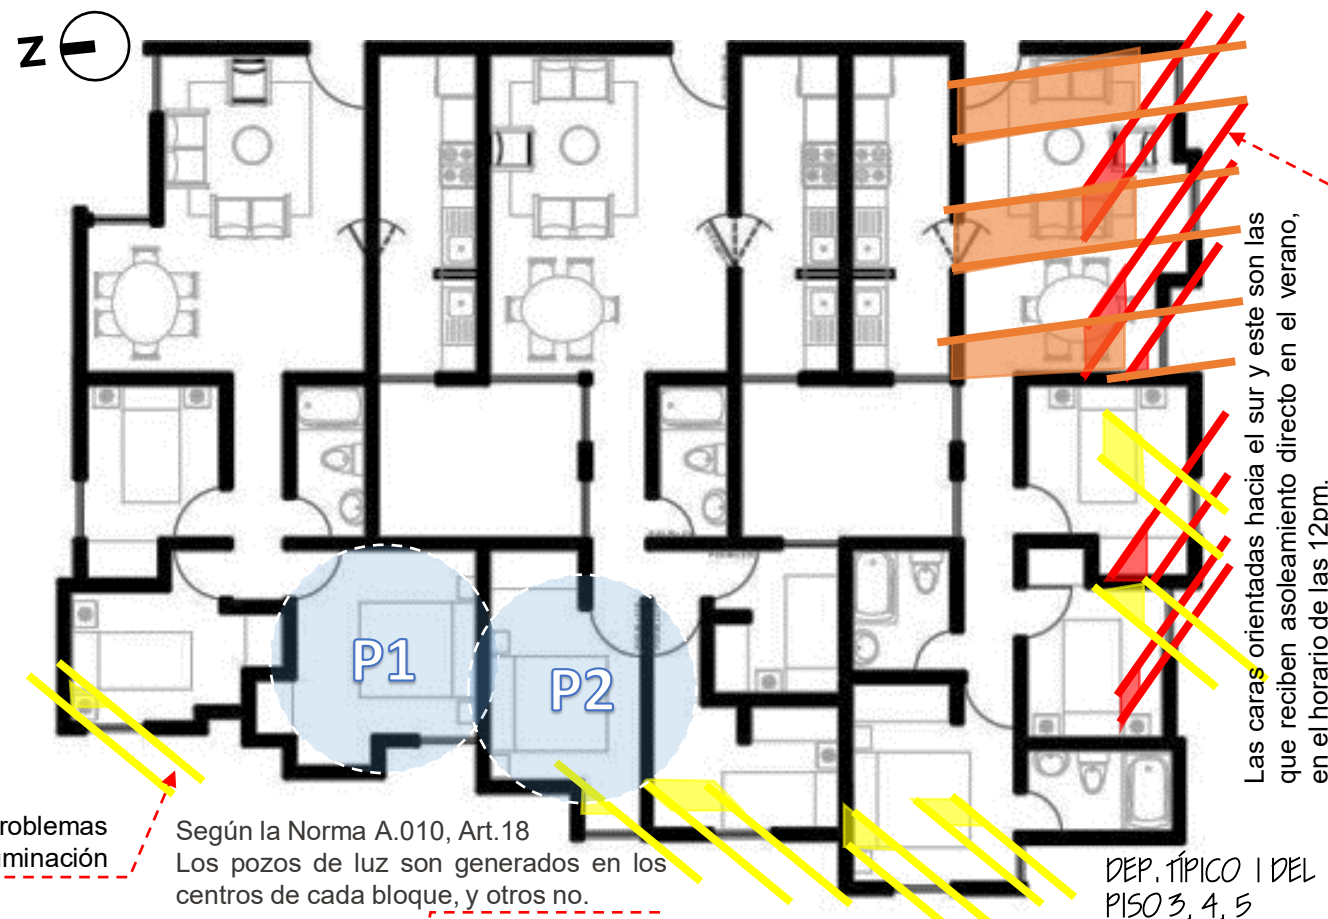 N
P1
P2
Las caras orientadas hacia el sur y este son las
que reciben asoleamiento directo en el verano,
en el horario de las 12pm.
roblemas
uminación
Según la Norma A.010, Art.18
Los pozos de luz son generados en los
centros de cada bloque, y otros no.
DEP. TÍPICO 1 DEL
PISO 3, 4, 5